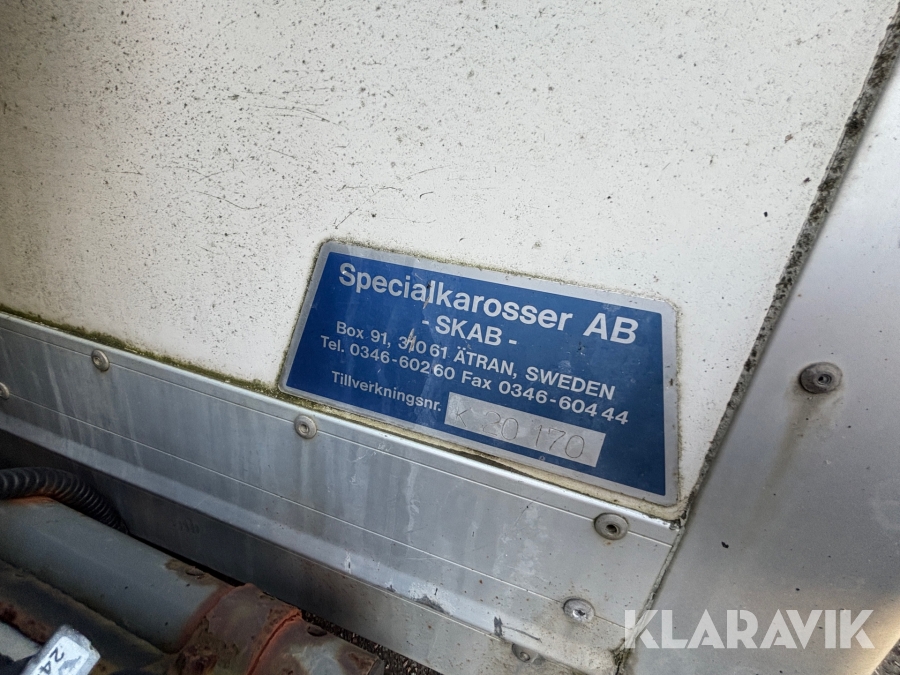 Specialkarosser AB
- SKAB -
Box 91, 310 61 ÄTRAN, SWEDEN
Tel. 0346-602 60 Fax 0346-604 44
Tillverkningsnr. K 30 170
KLARAVIK
24